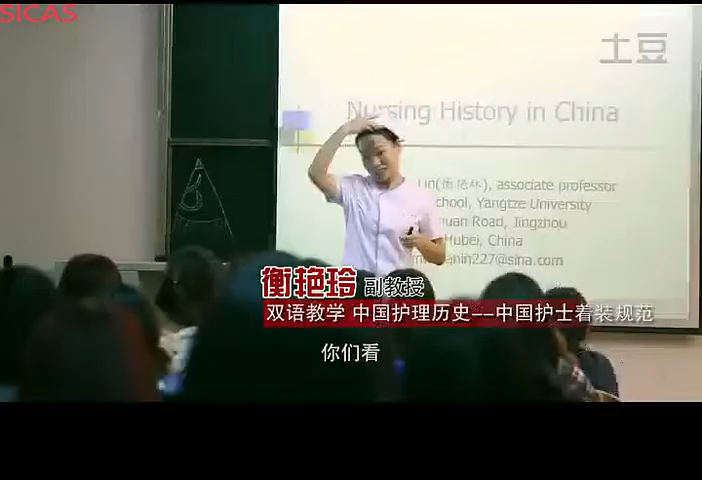 SICAS
土豆
Nursing History in China
, associate professor
chool, Yangtze University
Road, Jingzhou
Hubei, China
227@sina.com
衡艳玲 副教授
双语教学 中国护理历史--中国护士着装规范
你们看